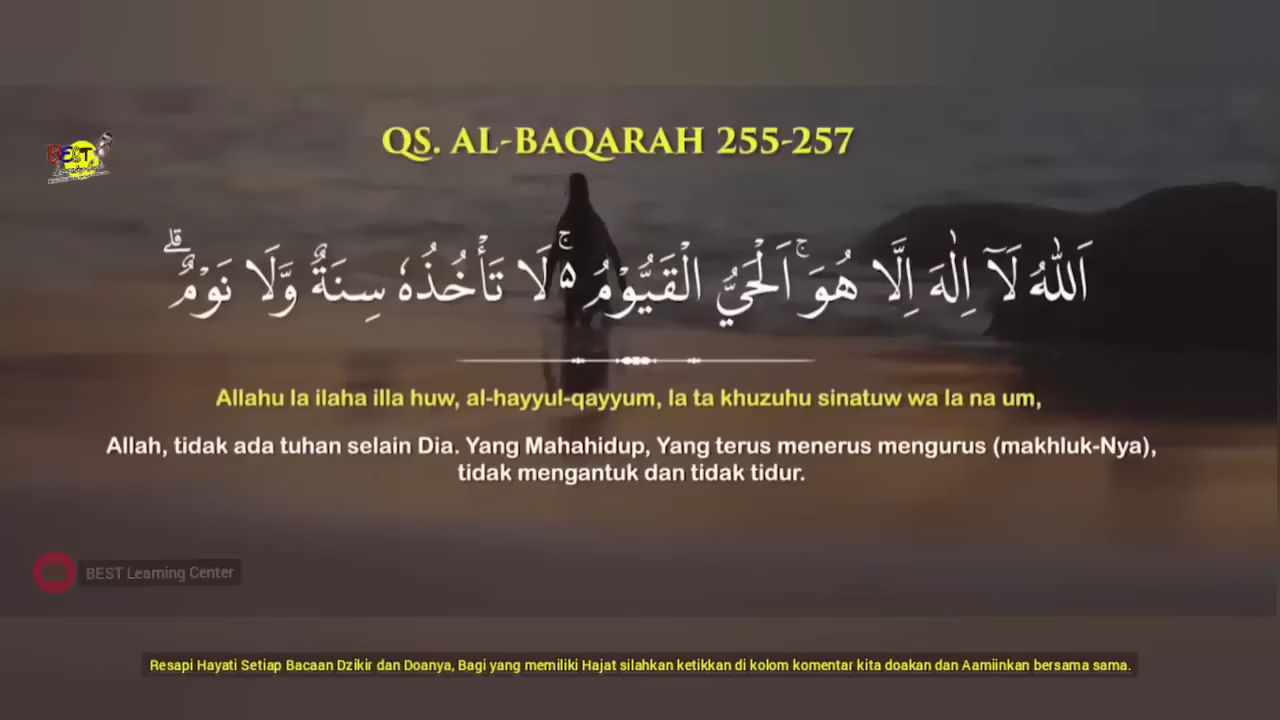 QS. AL-BAQARAH 255-257
BEST
اَللّٰهُ لَآ اِلٰهَ اِلَّا هُوَۚ اَلْحَيُّ الْقَيُّوْمُ ەۚ لَا تَأْخُذُهٗ سِنَةٌ وَّلَا نَوْمٌۗ
Allahu la ilaha illa huw, al-hayyul-qayyum, la ta khuzuhu sinatuw wa la na um,
Allah, tidak ada tuhan selain Dia. Yang Mahahidup, Yang terus menerus mengurus (makhluk-Nya),
tidak mengantuk dan tidak tidur.
BEST Learning Center
Resapi Hayati Setiap Bacaan Dzikir dan Doanya, Bagi yang memiliki Hajat silahkan ketikkan di kolom komentar kita doakan dan Aamiinkan bersama sama.